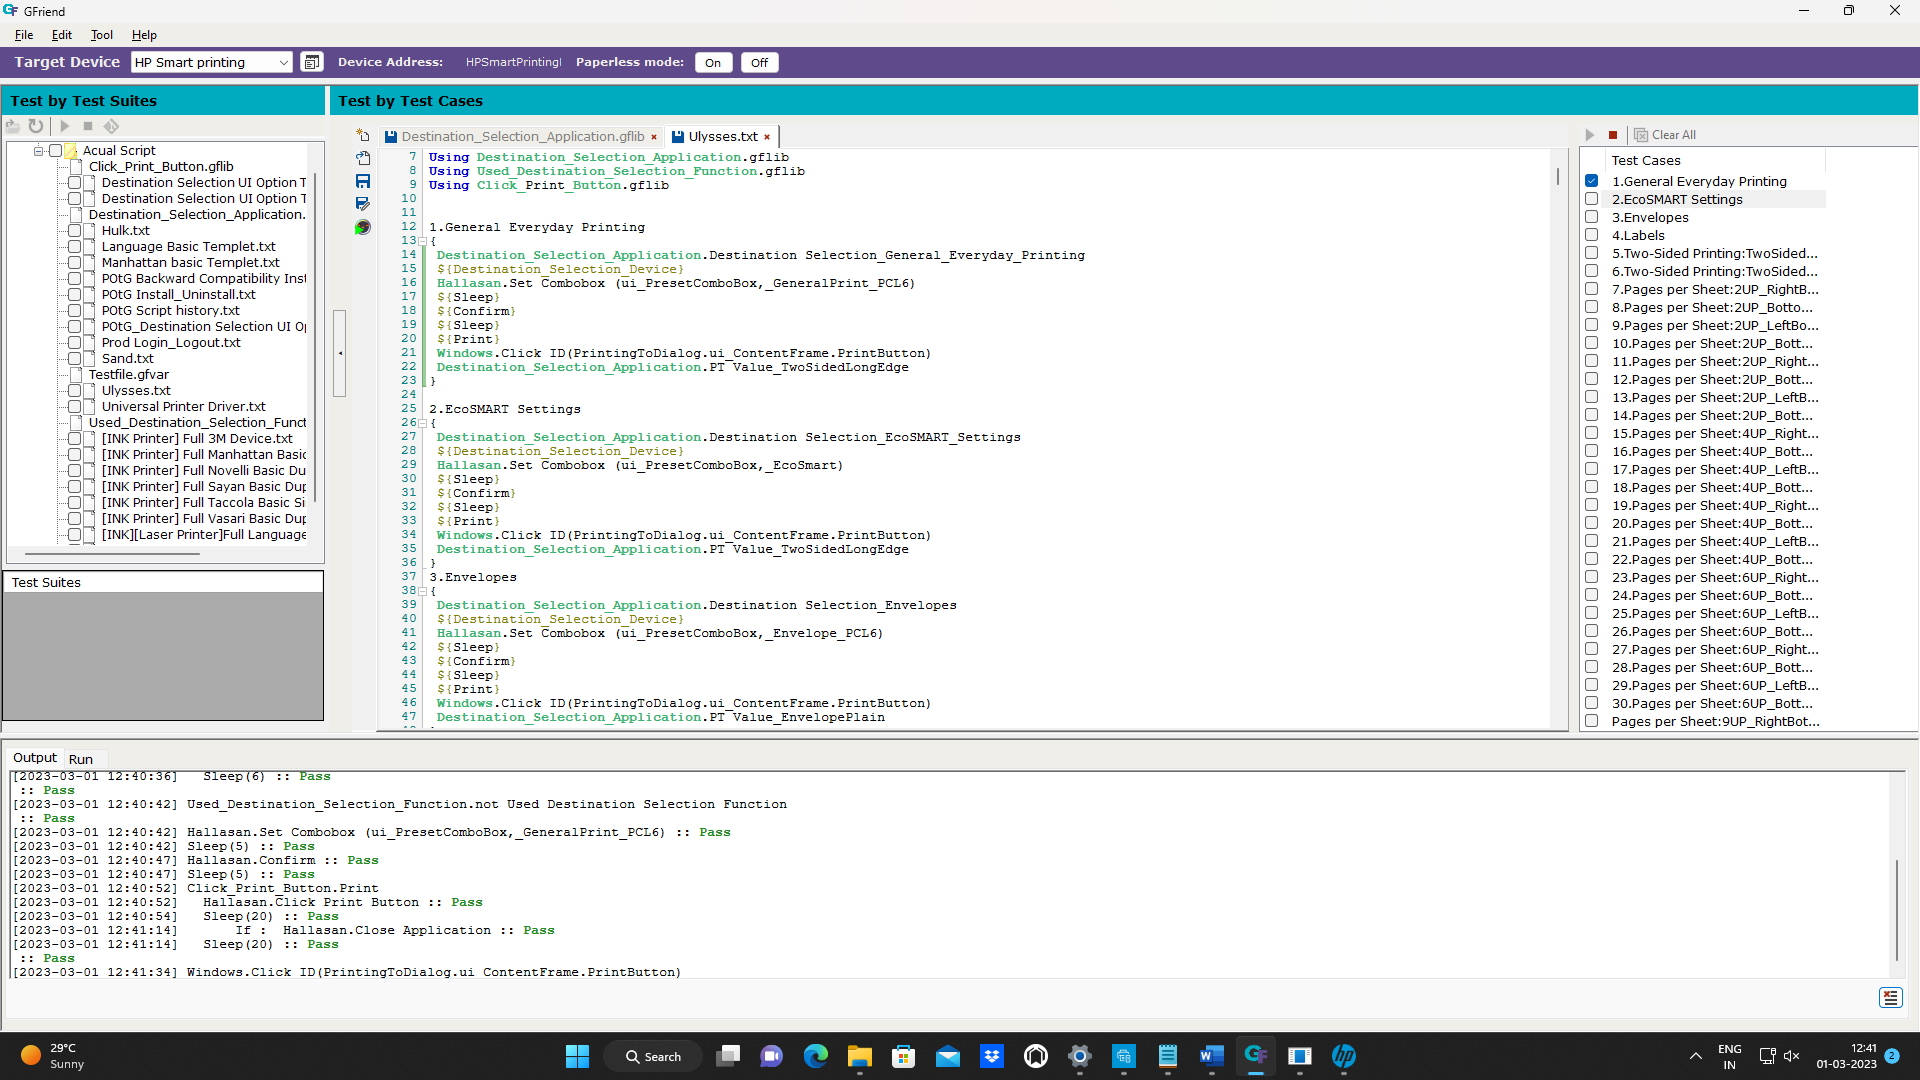 GFriend
File Edit Tool Help
Target Device HP Smart printing Device Address: HPSmartPrintingI Paperless mode: On Off
Test by Test Suites
Acual Script
Click_Print_Button.gflib
Destination Selection UI Option T
Destination Selection UI Option T
Destination_Selection_Application.
Hulk.txt
Language Basic Templet.txt
Manhattan basic Templet.txt
POtG Backward Compatibility Inst
POtG Install_Uninstall.txt
POtG Script history.txt
POtG_Destination Selection UI Op
Prod Login_Logout.txt
Sand.txt
Testfile.gfvar
Ulysses.txt
Universal Printer Driver.txt
Used_Destination_Selection_Funct
[INK Printer] Full 3M Device.txt
[INK Printer] Full Manhattan Basic
[INK Printer] Full Novelli Basic Du
[INK Printer] Full Sayan Basic Dup
[INK Printer] Full Taccola Basic Si
[INK Printer] Full Vasari Basic Dup
[INK][Laser Printer]Full Language
Test Suites
Test by Test Cases
Destination_Selection_Application.gflib × Ulysses.txt ×
7 Using Destination_Selection_Application.gflib
8 Using Used_Destination_Selection_Function.gflib
9 Using Click_Print_Button.gflib
10
11
12 1.General Everyday Printing
13 {
14 Destination_Selection_Application.Destination Selection_General_Everyday_Printing
15 ${Destination_Selection_Device}
16 Hallasan.Set Combobox (ui_PresetComboBox,_GeneralPrint_PCL6)
17 ${Sleep}
18 ${Confirm}
19 ${Sleep}
20 ${Print}
21 Windows.Click ID(PrintingToDialog.ui_ContentFrame.PrintButton)
22 Destination_Selection_Application.PT Value_TwoSidedLongEdge
23 }
24
25 2.EcoSMART Settings
26 {
27 Destination_Selection_Application.Destination Selection_EcoSMART_Settings
28 ${Destination_Selection_Device}
29 Hallasan.Set Combobox (ui_PresetComboBox,_EcoSmart)
30 ${Sleep}
31 ${Confirm}
32 ${Sleep}
33 ${Print}
34 Windows.Click ID(PrintingToDialog.ui_ContentFrame.PrintButton)
35 Destination_Selection_Application.PT Value_TwoSidedLongEdge
36 }
37 3.Envelopes
38 {
39 Destination_Selection_Application.Destination Selection_Envelopes
40 ${Destination_Selection_Device}
41 Hallasan.Set Combobox (ui_PresetComboBox,_Envelope_PCL6)
42 ${Sleep}
43 ${Confirm}
44 ${Sleep}
45 ${Print}
46 Windows.Click ID(PrintingToDialog.ui_ContentFrame.PrintButton)
47 Destination_Selection_Application.PT Value_EnvelopePlain
Clear All
Test Cases
1.General Everyday Printing
2.EcoSMART Settings
3.Envelopes
4.Labels
5.Two-Sided Printing:TwoSided...
6.Two-Sided Printing:TwoSided...
7.Pages per Sheet:2UP_RightB...
8.Pages per Sheet:2UP_Botto...
9.Pages per Sheet:2UP_LeftBo...
10.Pages per Sheet:2UP_Bott...
11.Pages per Sheet:2UP_Right...
12.Pages per Sheet:2UP_Bott...
13.Pages per Sheet:2UP_LeftB...
14.Pages per Sheet:2UP_Bott...
15.Pages per Sheet:4UP_Right...
16.Pages per Sheet:4UP_Bott...
17.Pages per Sheet:4UP_LeftB...
18.Pages per Sheet:4UP_Bott...
19.Pages per Sheet:4UP_Right...
20.Pages per Sheet:4UP_Bott...
21.Pages per Sheet:4UP_LeftB...
22.Pages per Sheet:4UP_Bott...
23.Pages per Sheet:6UP_Right...
24.Pages per Sheet:6UP_Bott...
25.Pages per Sheet:6UP_LeftB...
26.Pages per Sheet:6UP_Bott...
27.Pages per Sheet:6UP_Right...
28.Pages per Sheet:6UP_Bott...
29.Pages per Sheet:6UP_LeftB...
30.Pages per Sheet:6UP_Bott...
Pages per Sheet:9UP_RightBot...
Output Run
[2023-03-01 12:40:36] Sleep(6) :: Pass
:: Pass
[2023-03-01 12:40:42] Used_Destination_Selection_Function.not Used Destination Selection Function
:: Pass
[2023-03-01 12:40:42] Hallasan.Set Combobox (ui_PresetComboBox,_GeneralPrint_PCL6) :: Pass
[2023-03-01 12:40:42] Sleep(5) :: Pass
[2023-03-01 12:40:47] Hallasan.Confirm :: Pass
[2023-03-01 12:40:47] Sleep(5) :: Pass
[2023-03-01 12:40:52] Click_Print_Button.Print
[2023-03-01 12:40:52] Hallasan.Click Print Button :: Pass
[2023-03-01 12:40:54] Sleep(20) :: Pass
[2023-03-01 12:41:14] If : Hallasan.Close Application :: Pass
[2023-03-01 12:41:14] Sleep(20) :: Pass
:: Pass
[2023-03-01 12:41:34] Windows.Click ID(PrintingToDialog.ui_ContentFrame.PrintButton)
29°C
Sunny
Search
ENG
IN
12:41
01-03-2023
2